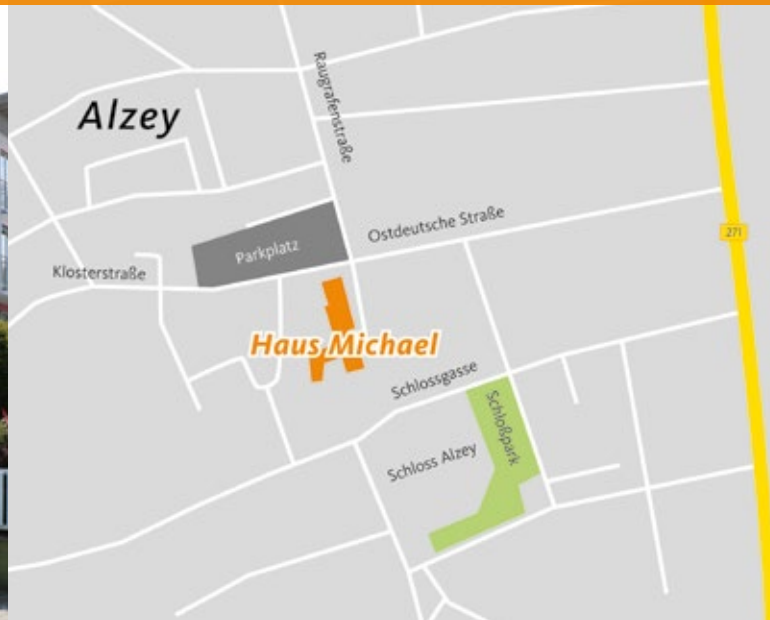 Raugrafenstraße
Alzey
Ostdeutsche Straße
271
Parkplatz
Klosterstraße
Haus Michael
Schlossgasse
Schloßpark
Schloss Alzey